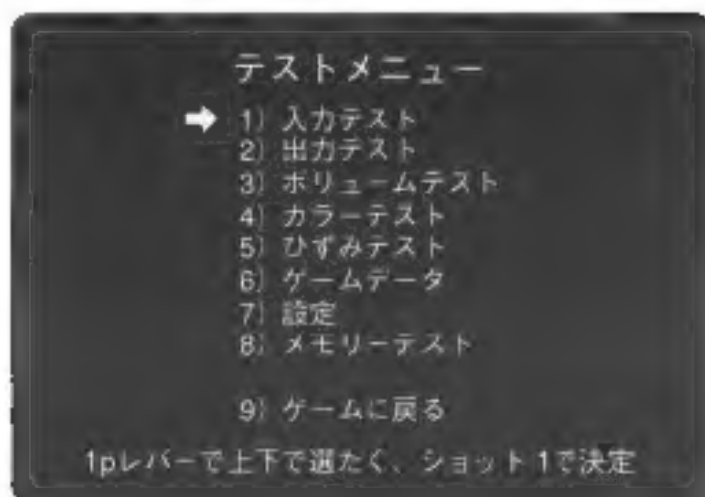 テストメニュー
1) 入力テスト
2) 出力テスト
3) ボリュームテスト
4) カラーテスト
5) ひずみテスト
6) ゲームデータ
7) 設定
8) メモリーテスト
9) ゲームに戻る
1pレバーで上下で選たく、ショット1で決定